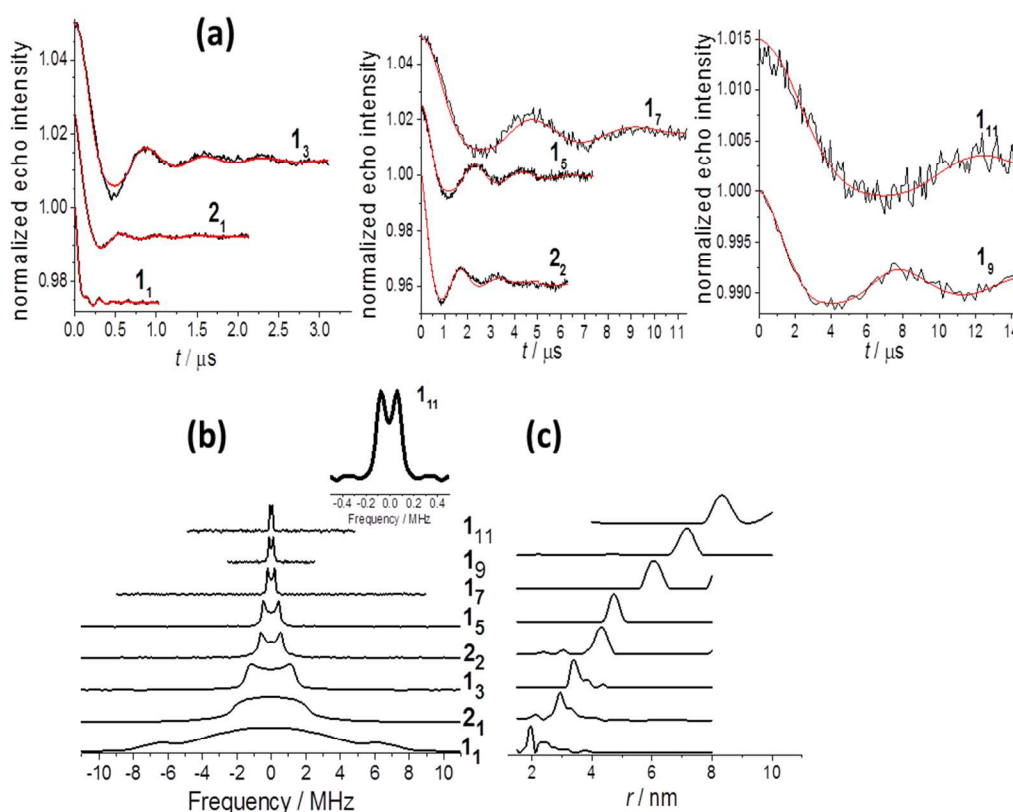 (a)
normalized echo intensity
1.04
1.02
1.00
0.98
0.0 0.5 1.0 1.5 2.0 2.5 3.0
t / μs
1₃
2₁
1₁
normalized echo intensity
1.04
1.02
1.00
0.98
0.96
0 1 2 3 4 5 6 7 8 9 10 11
t / μs
1₇
1₅
2₂
normalized echo intensity
1.015
1.010
1.005
1.000
0.995
0.990
0 2 4 6 8 10 12 14
t / μs
1₁₁
1₉
(b)
1₁₁
-0.4 -0.2 0.0 0.2 0.4
Frequency / MHz
1₁₁
1₉
1₇
1₅
2₂
1₃
2₁
1₁
-10 -8 -6 -4 -2 0 2 4 6 8 10
Frequency / MHz
(c)
2 4 6 8 10
r / nm